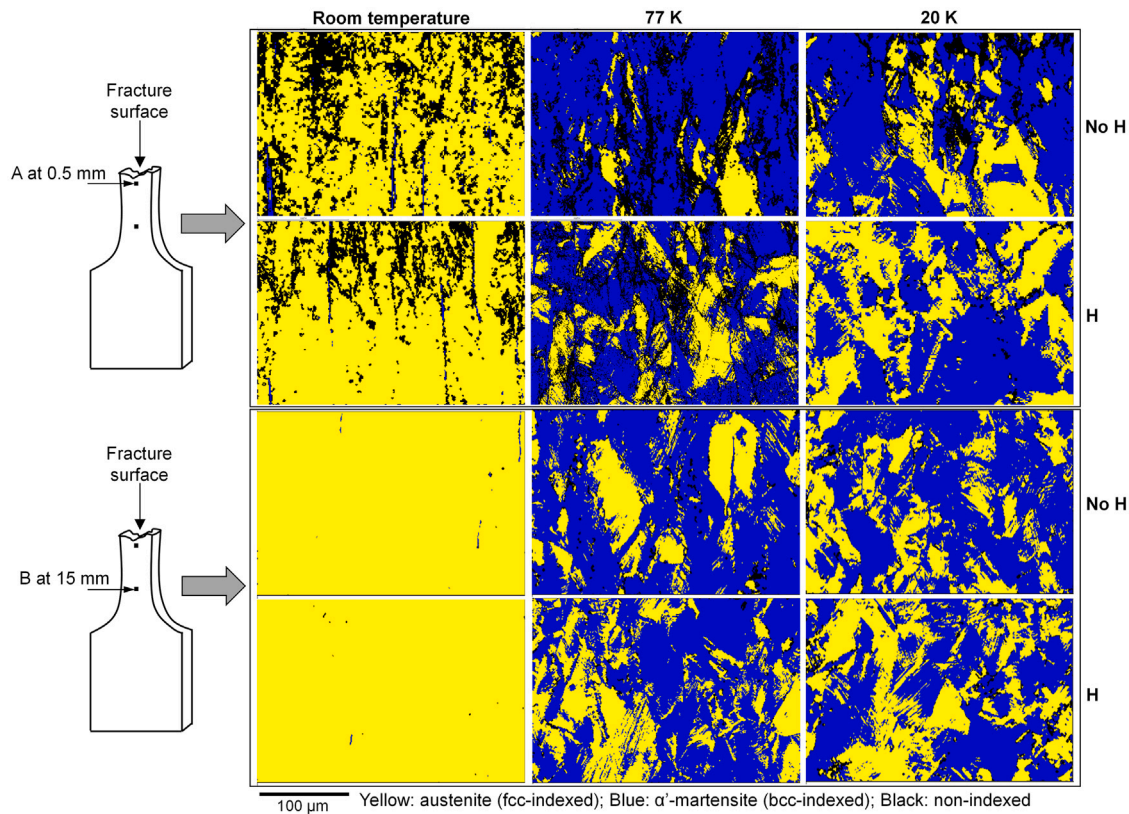 Room temperature
77 K
20 K
Fracture
surface
A at 0.5 mm
No H
H
Fracture
surface
B at 15 mm
No H
H
100 µm
Yellow: austenite (fcc-indexed); Blue: α’-martensite (bcc-indexed); Black: non-indexed